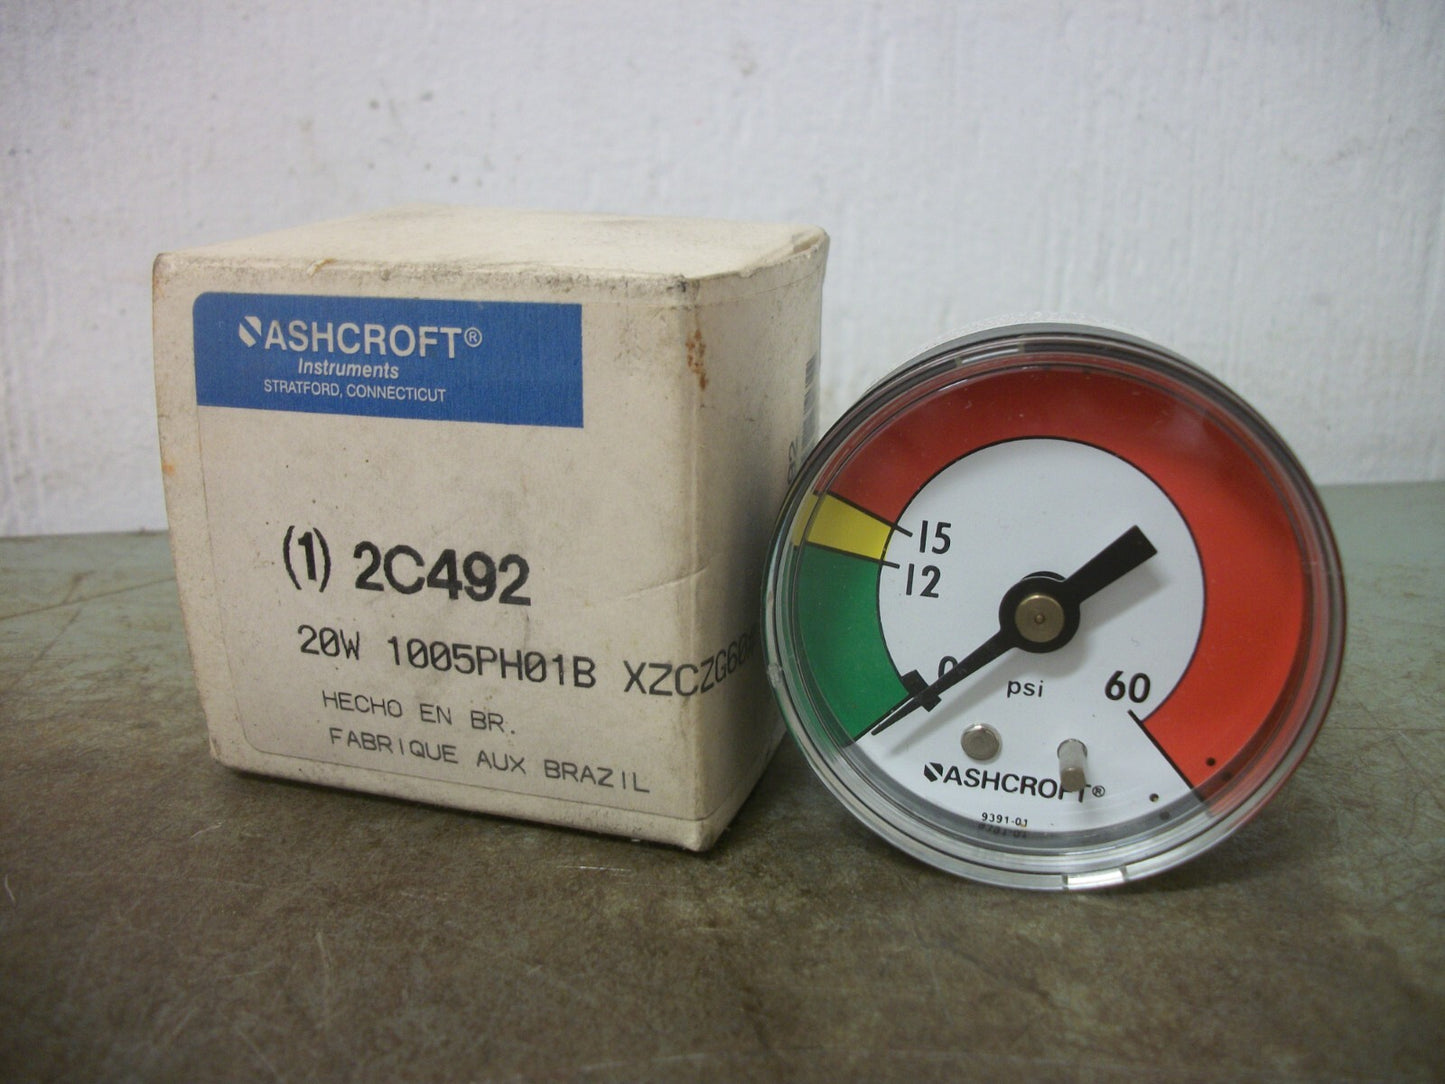 ASHCROFT®
Instruments
STRATFORD, CONNECTICUT
(1) 2C492
20W 1005PH01B XZCZG60#
HECHO EN BR.
FABRIQUE AUX BRAZIL
15
12
0
psi
60
ASHCROFT®
9391-01